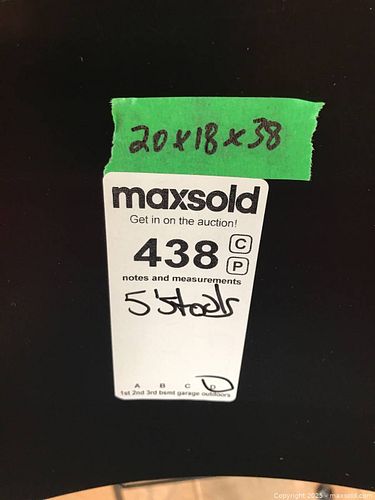 20x18x38
maxsold
Get in on the auction!
438 C
P
notes and measurements
5 Stools
A B C D
1st 2nd 3rd bsmt garage outdoors
Copyright 2025 - maxsold.com